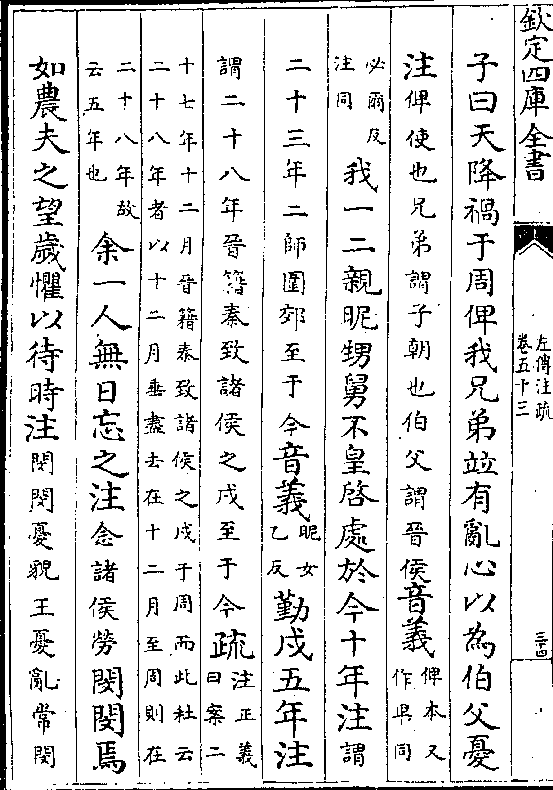 欽定四庫全書
左傳注疏
卷五十三
三十四
子曰天降禍于周俾我兄弟竝有亂心以為伯父憂
注俾使也兄弟謂子朝也伯父謂晉侯音義俾本又
作卑同
必爾反
注同
我一二親昵甥舅不皇啓處於今十年注謂
二十三年二師圍郊至于今音義昵女
乙反
勤戍五年注
謂二十八年晉籍秦致諸侯之戍至于今疏注正義
曰案二
十七年十二月晉籍秦致諸侯之戍于周而此杜云
二十八年者以十二月垂盡去在十二月至周則在
二十八年故
云五年也
余一人無日忘之注念諸侯勞閔閔焉
如農夫之望歲懼以待時注閔閔憂貌王憂亂常閔